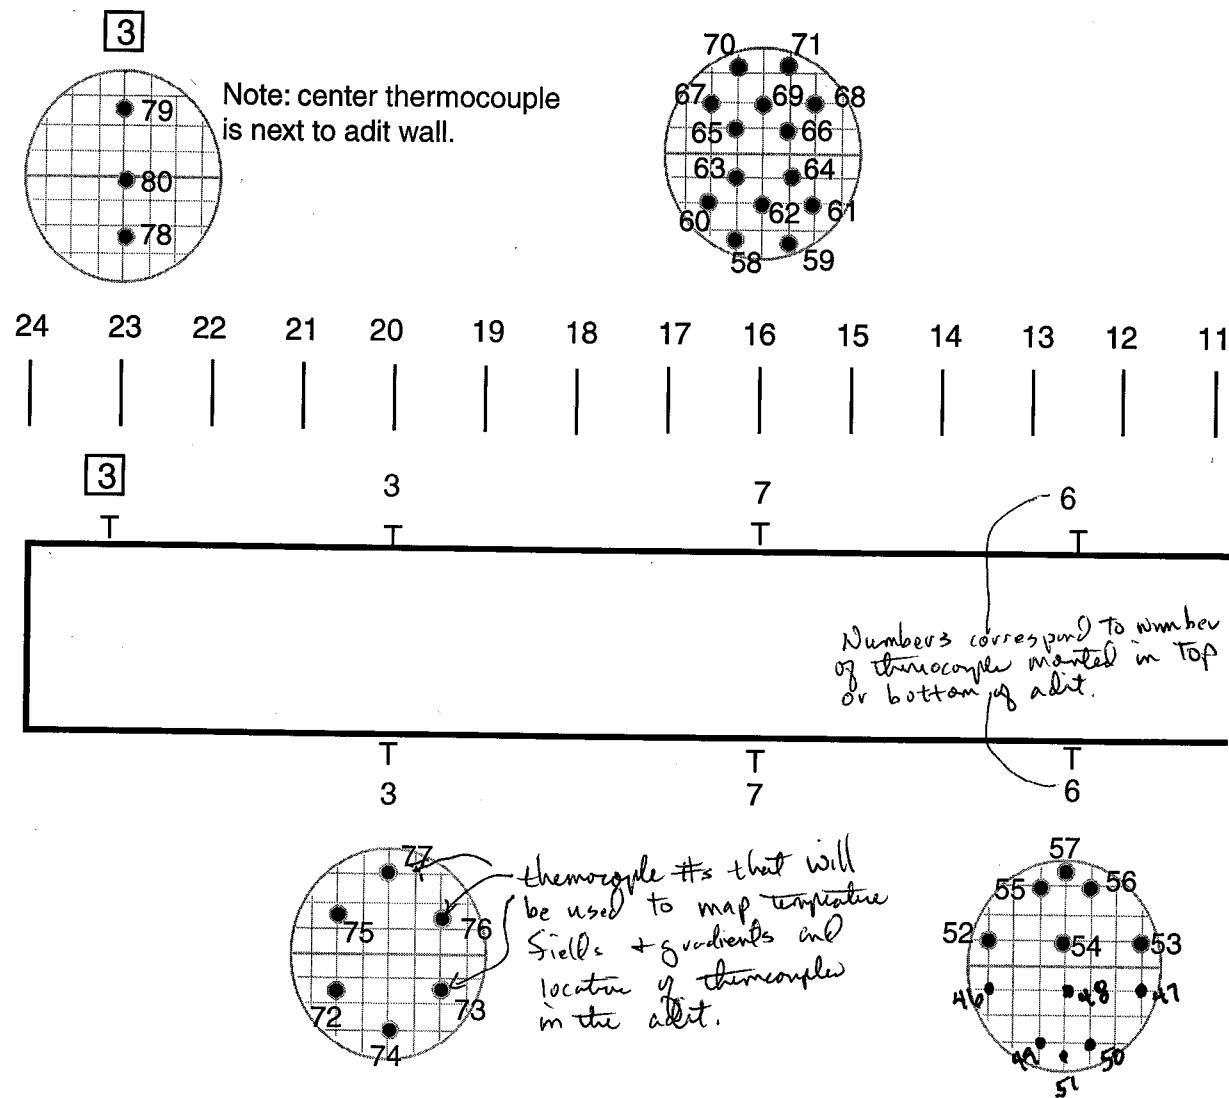 3
Note: center thermocouple
is next to adit wall.
79
80
78
70 71
67 69 68
65 66
63 64
60 62 61
58 59
24 23 22 21 20 19 18 17 16 15 14 13 12 11
3 3 7 6
T T T T
Numbers correspond to number
of thermocouple mounted in Top
or bottom of adit.
T T T
3 7 6
77
75 76
72 73
74
thermocouple #s that will
be used to map temperature
fields + gradients and
location of thermocouples
in the adit.
57
55 56
52 54 53
46 48 47
49 50
51